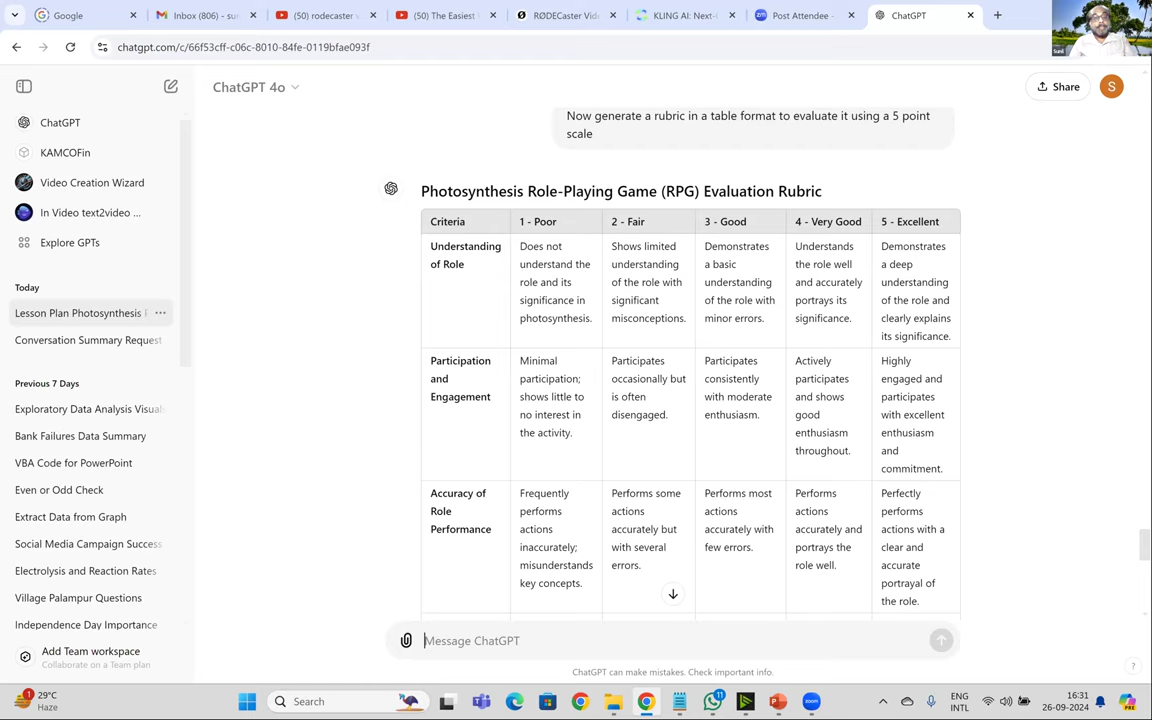 Google
Inbox (806) - sun
(50) rodecaster v
(50) The Easiest
RØDECaster Vid
KLING AI: Next-
Post Attendee -
ChatGPT
chatgpt.com/c/66f53cff-c06c-8010-84fe-0119bfae093f
Sunil
ChatGPT 4o
Share
S
ChatGPT
KAMCOFin
Video Creation Wizard
In Video text2video ...
Explore GPTs
Today
Lesson Plan Photosynthesis
Conversation Summary Request
Previous 7 Days
Exploratory Data Analysis Visual
Bank Failures Data Summary
VBA Code for PowerPoint
Even or Odd Check
Extract Data from Graph
Social Media Campaign Success
Electrolysis and Reaction Rates
Village Palampur Questions
Independence Day Importance
Add Team workspace
Collaborate on a Team plan
Now generate a rubric in a table format to evaluate it using a 5 point
scale
Photosynthesis Role-Playing Game (RPG) Evaluation Rubric
Criteria
1 - Poor
2 - Fair
3 - Good
4 - Very Good
5 - Excellent
Understanding
of Role
Does not
understand the
role and its
significance in
photosynthesis.
Shows limited
understanding
of the role with
significant
misconceptions.
Demonstrates
a basic
understanding
of the role with
minor errors.
Understands
the role well
and accurately
portrays its
significance.
Demonstrates
a deep
understanding
of the role and
clearly explains
its significance.
Participation
and
Engagement
Minimal
participation;
shows little to
no interest in
the activity.
Participates
occasionally but
is often
disengaged.
Participates
consistently
with moderate
enthusiasm.
Actively
participates
and shows
good
enthusiasm
throughout.
Highly
engaged and
participates
with excellent
enthusiasm
and
commitment.
Accuracy of
Role
Performance
Frequently
performs
actions
inaccurately;
misunderstands
key concepts.
Performs some
actions
accurately but
with several
errors.
Performs most
actions
accurately with
few errors.
Performs
actions
accurately and
portrays the
role well.
Perfectly
performs
actions with a
clear and
accurate
portrayal of
the role.
Message ChatGPT
ChatGPT can make mistakes. Check important info.
?
1
29°C
Haze
Search
11
zoom
ENG
INTL
16:31
26-09-2024
PRE